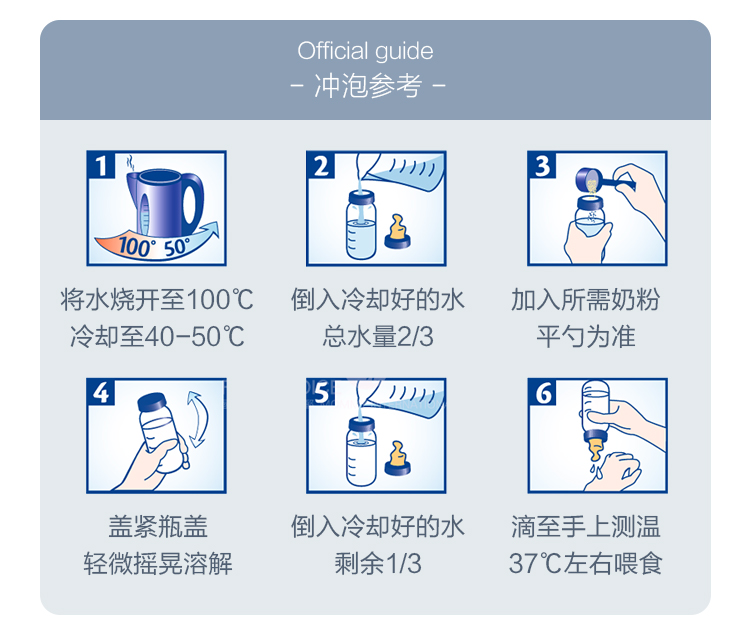 Official guide
- 冲泡参考 -
1
100° 50°
将水烧开至100℃
冷却至40-50℃
2
倒入冷却好的水
总水量2/3
3
加入所需奶粉
平勺为准
4
盖紧瓶盖
轻微摇晃溶解
5
倒入冷却好的水
剩余1/3
6
滴至手上测温
37℃左右喂食